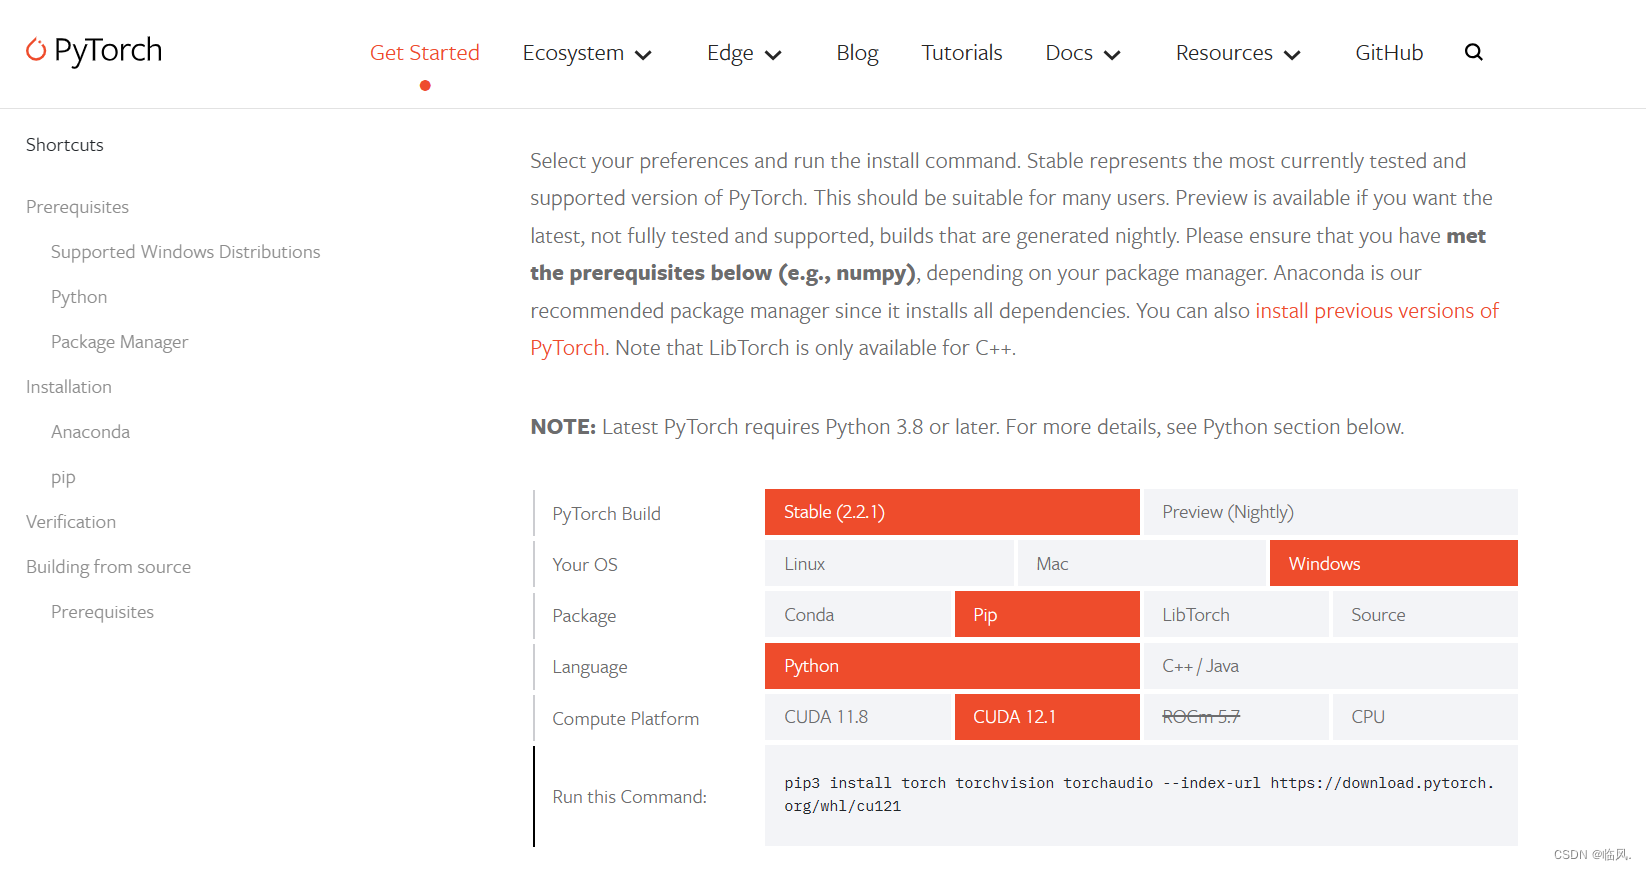 PyTorch
Get Started
Ecosystem
Edge
Blog
Tutorials
Docs
Resources
GitHub
Shortcuts
Prerequisites
Supported Windows Distributions
Python
Package Manager
Installation
Anaconda
pip
Verification
Building from source
Prerequisites
Select your preferences and run the install command. Stable represents the most currently tested and
supported version of PyTorch. This should be suitable for many users. Preview is available if you want the
latest, not fully tested and supported, builds that are generated nightly. Please ensure that you have met
the prerequisites below (e.g., numpy), depending on your package manager. Anaconda is our
recommended package manager since it installs all dependencies. You can also install previous versions of
PyTorch. Note that LibTorch is only available for C++.
NOTE: Latest PyTorch requires Python 3.8 or later. For more details, see Python section below.
PyTorch Build
Stable (2.2.1)
Preview (Nightly)
Your OS
Linux
Mac
Windows
Package
Conda
Pip
LibTorch
Source
Language
Python
C++ / Java
Compute Platform
CUDA 11.8
CUDA 12.1
ROCm 5.7
CPU
Run this Command:
pip3 install torch torchvision torchaudio --index-url https://download.pytorch.
org/whl/cu121
CSDN @临风.